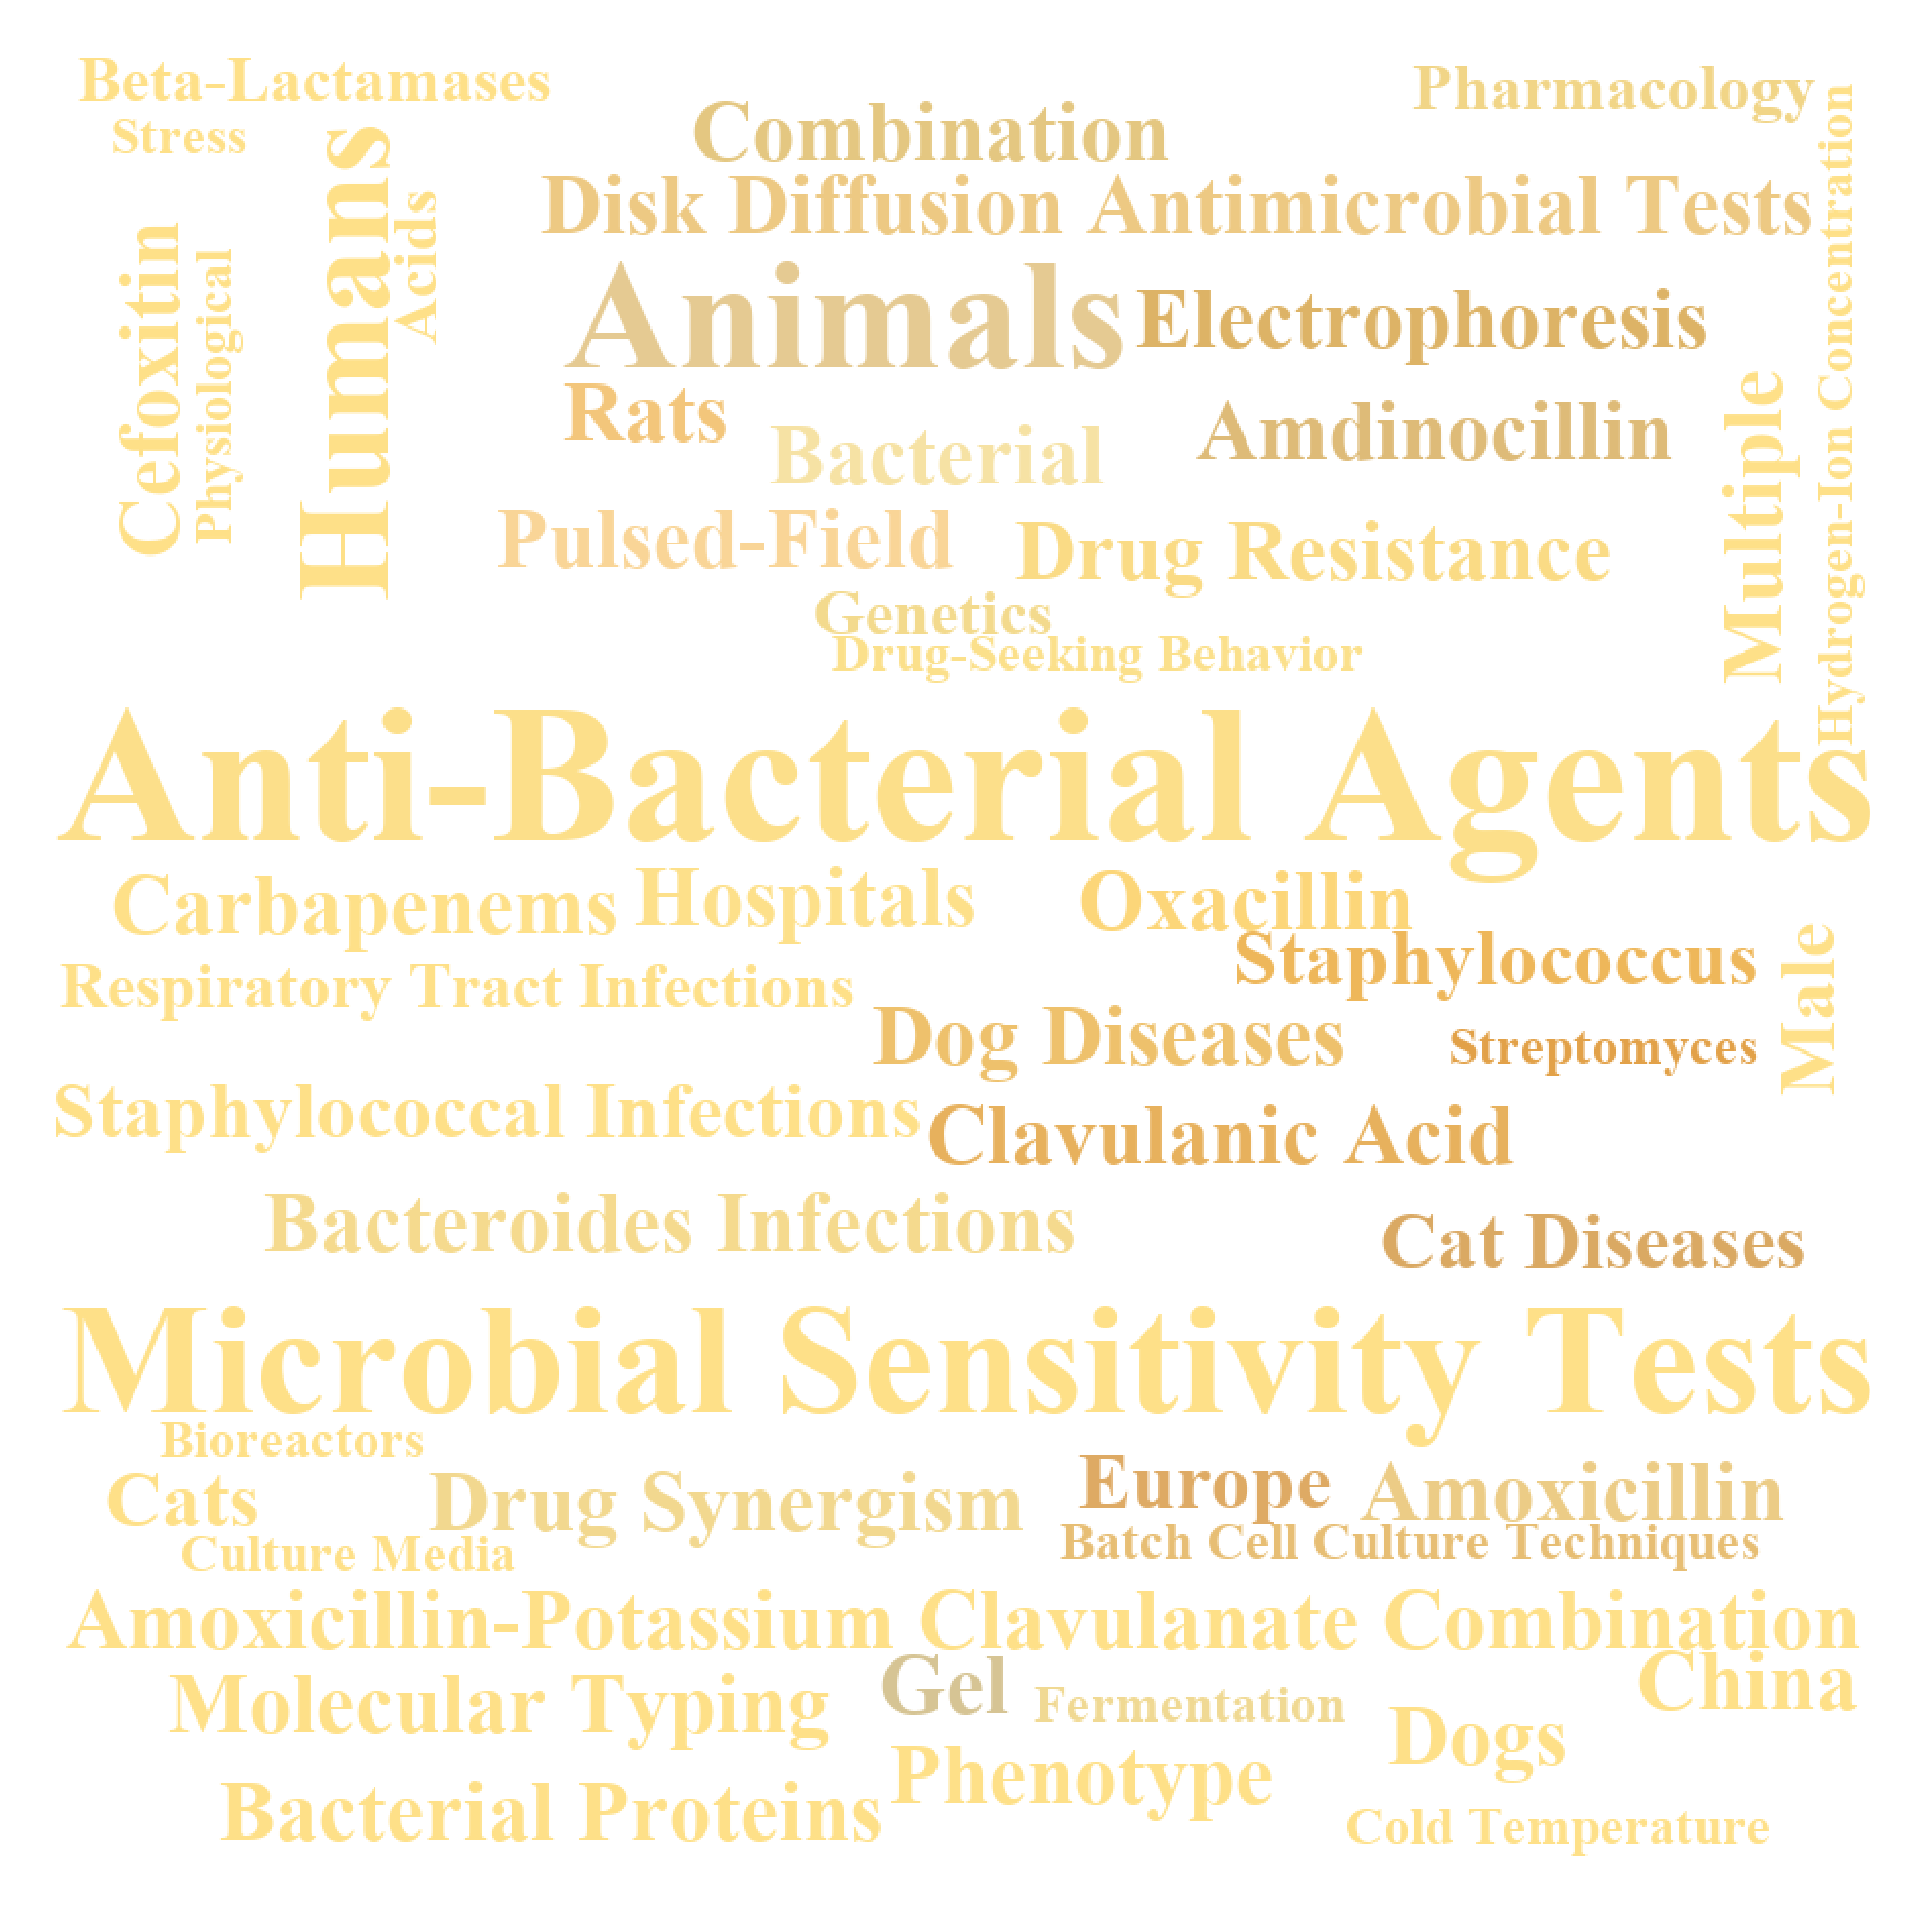 Beta-Lactamases
Pharmacology
Stress
Combination
Humans
Acids
Hydrogen-Ion Concentration
Disk Diffusion Antimicrobial Tests
Cefoxitin
Physiological
Animals
Electrophoresis
Rats
Amdinocillin
Multiple
Bacterial
Pulsed-Field
Drug Resistance
Genetics
Drug-Seeking Behavior
Anti-Bacterial Agents
Carbapenems
Hospitals
Oxacillin
Staphylococcus
Male
Respiratory Tract Infections
Dog Diseases
Streptomyces
Staphylococcal Infections
Clavulanic Acid
Bacteroides Infections
Cat Diseases
Microbial Sensitivity Tests
Bioreactors
Cats
Drug Synergism
Europe
Amoxicillin
Culture Media
Batch Cell Culture Techniques
Amoxicillin-Potassium Clavulanate Combination
Molecular Typing
Gel
Fermentation
China
Dogs
Phenotype
Bacterial Proteins
Cold Temperature